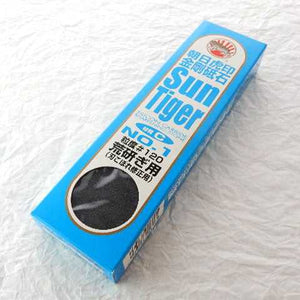 朝日虎印
金剛砥石
Sun
Tiger
NO.1
粒度#120
荒研ぎ用
(刃こぼれ修正用)